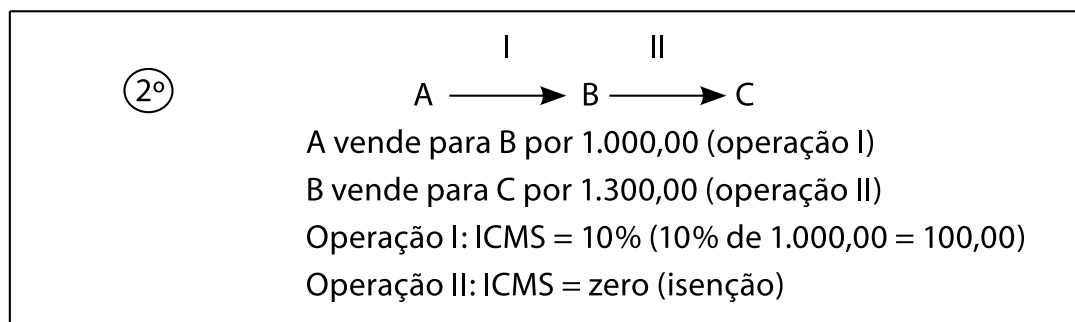 I II
2º A B C
A vende para B por 1.000,00 (operação I)
B vende para C por 1.300,00 (operação II)
Operação I: ICMS = 10% (10% de 1.000,00 = 100,00)
Operação II: ICMS = zero (isenção)